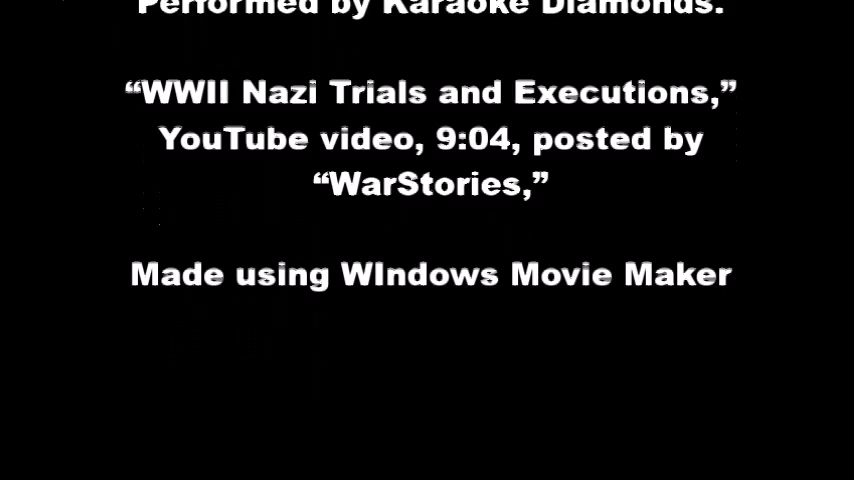 Performed by Karaoke Diamonds.
“WWII Nazi Trials and Executions,”
YouTube video, 9:04, posted by
“WarStories,”
Made using WIndows Movie Maker